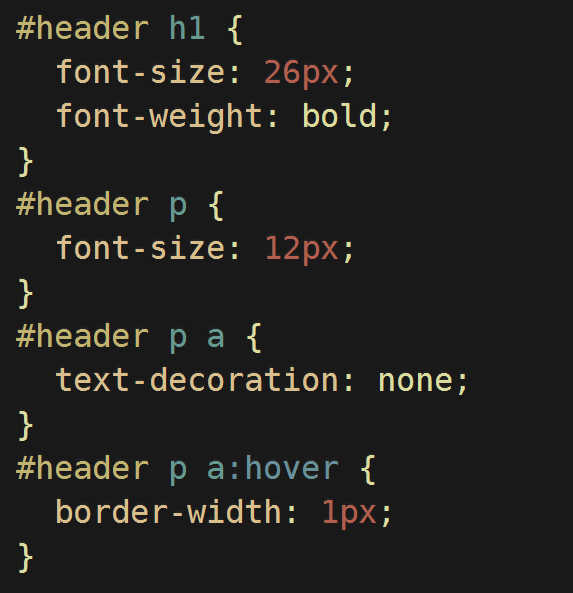 #header h1 {
  font-size: 26px;
  font-weight: bold;
}
#header p {
  font-size: 12px;
}
#header p a {
  text-decoration: none;
}
#header p a:hover {
  border-width: 1px;
}